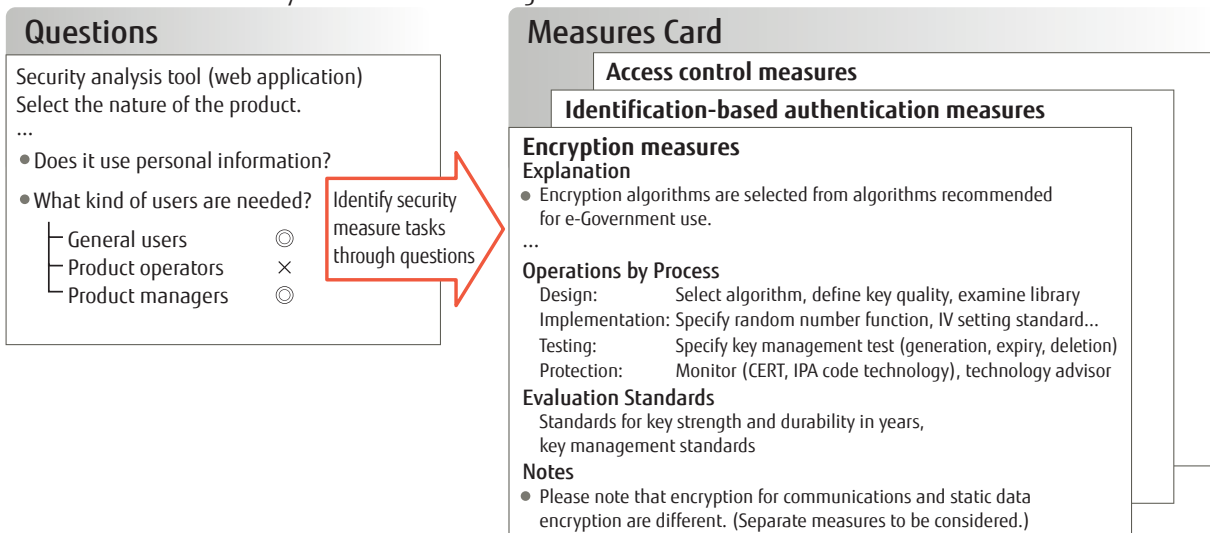 Questions
Security analysis tool (web application)
Select the nature of the product.
...
● Does it use personal information?
● What kind of users are needed?
General users ◎
Product operators ×
Product managers ◎
Identify security
measure tasks
through questions
Measures Card
Access control measures
Identification-based authentication measures
Encryption measures
Explanation
● Encryption algorithms are selected from algorithms recommended
for e-Government use.
...
Operations by Process
Design: Select algorithm, define key quality, examine library
Implementation: Specify random number function, IV setting standard...
Testing: Specify key management test (generation, expiry, deletion)
Protection: Monitor (CERT, IPA code technology), technology advisor
Evaluation Standards
Standards for key strength and durability in years,
key management standards
Notes
● Please note that encryption for communications and static data
encryption are different. (Separate measures to be considered.)